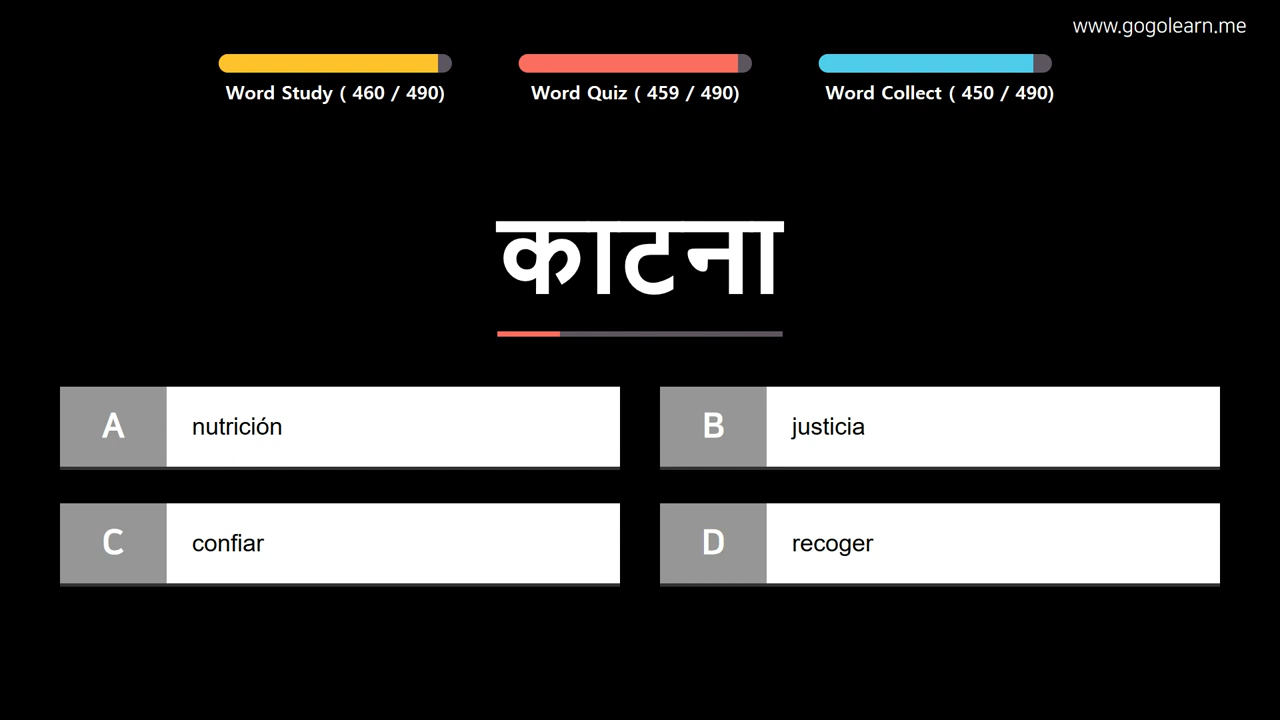 www.gogolearn.me
Word Study ( 460 / 490)
Word Quiz ( 459 / 490)
Word Collect ( 450 / 490)
काटना
A nutrición
B justicia
C confiar
D recoger